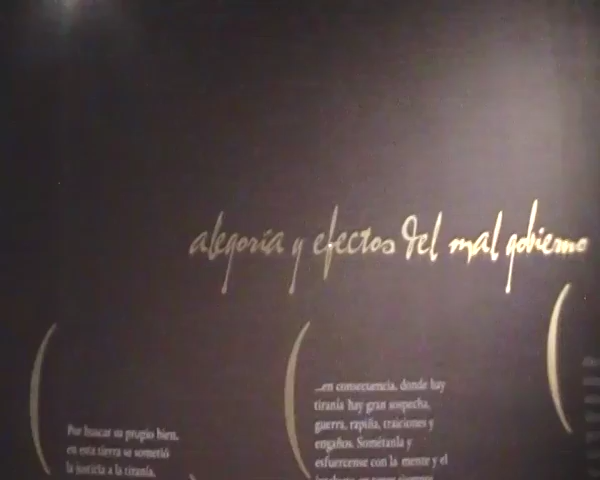 alegoría y efectos del mal gobierno
Por buscar su propio bien,
en esta tierra se sometió
la justicia a la tiranía,
...en consecuencia, donde hay
tiranía hay gran sospecha,
guerra, rapiña, traiciones y
engaños. Sométanla y
esfuercense con la mente y el